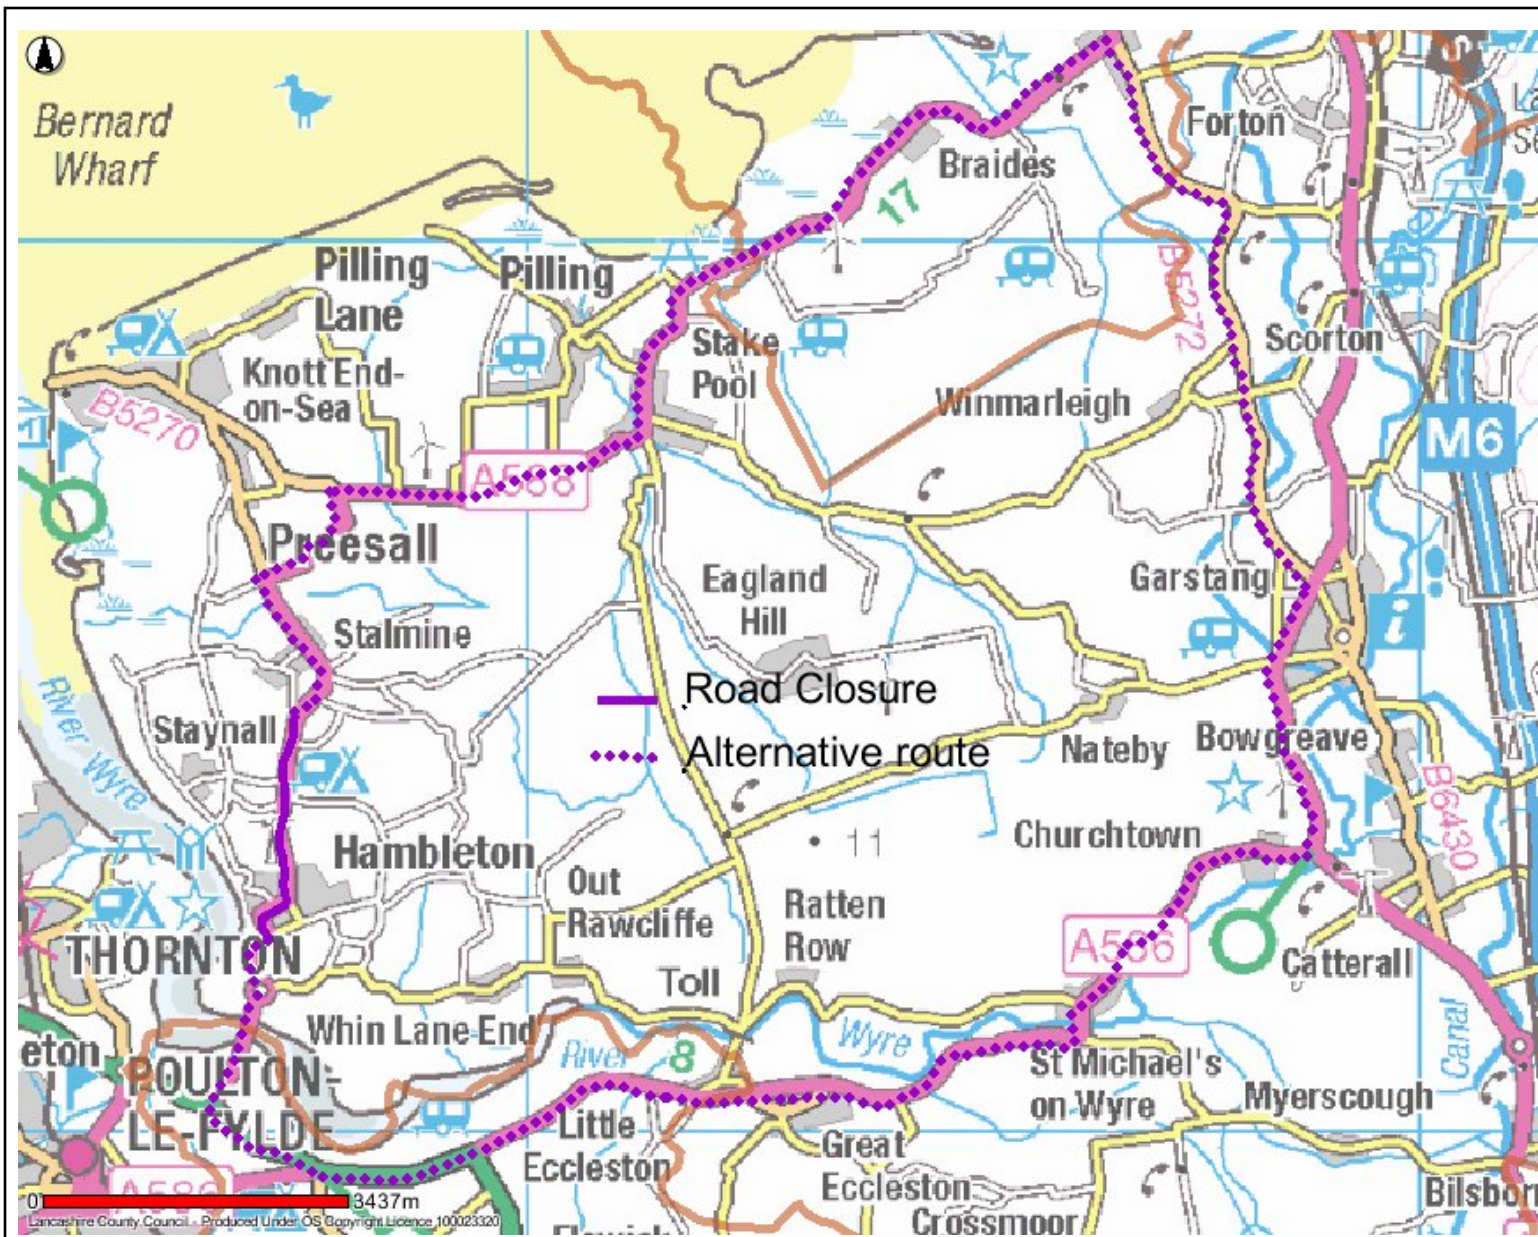 Bernard
Wharf
La
Se
Forton
Braides
17
Pilling
Lane
Pilling
B5272
Scorton
Stake
Pool
Knott End-
on-Sea
B5270
Winmarleigh
M6
A588
Preesall
Eagland
Hill
Garstang
i
Stalmine
Road Closure
Alternative route
River Wyre
Staynall
Nateby
Bowgreave
B6430
Churchtown
11
Hambleton
Out
Rawcliffe
Ratten
Row
THORNTON
Toll
A586
Catterall
Whin Lane End
River
Wyre
8
Canal
eton
POULTON-
LE-FYLDE
St Michael's
on Wyre
Myerscough
Little
Eccleston
Great
Eccleston
A586
Bilsbor
Crossmoor
0
3437m
Lancashire County Council - Produced Under OS Copyright Licence 100023320